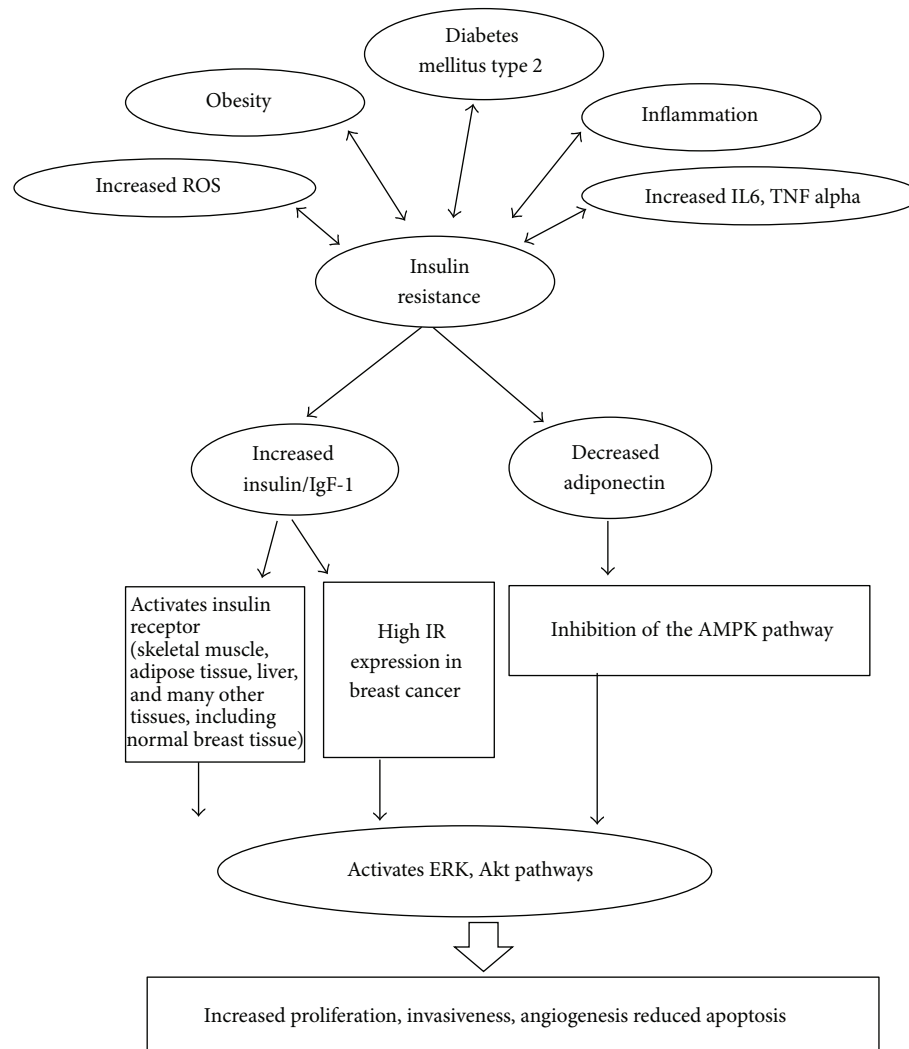 Diabetes
mellitus type 2
Obesity
Inflammation
Increased ROS
Increased IL6, TNF alpha
Insulin
resistance
Increased
insulin/IgF-1
Decreased
adiponectin
Activates insulin
receptor
(skeletal muscle,
adipose tissue, liver,
and many other
tissues, including
normal breast tissue)
High IR
expression in
breast cancer
Inhibition of the AMPK pathway
Activates ERK, Akt pathways
Increased proliferation, invasiveness, angiogenesis reduced apoptosis